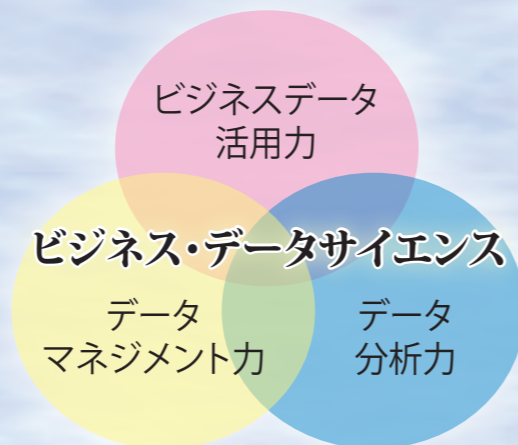 ビジネスデータ
活用力
ビジネス・データサイエンス
データ
マネジメント力
データ
分析力